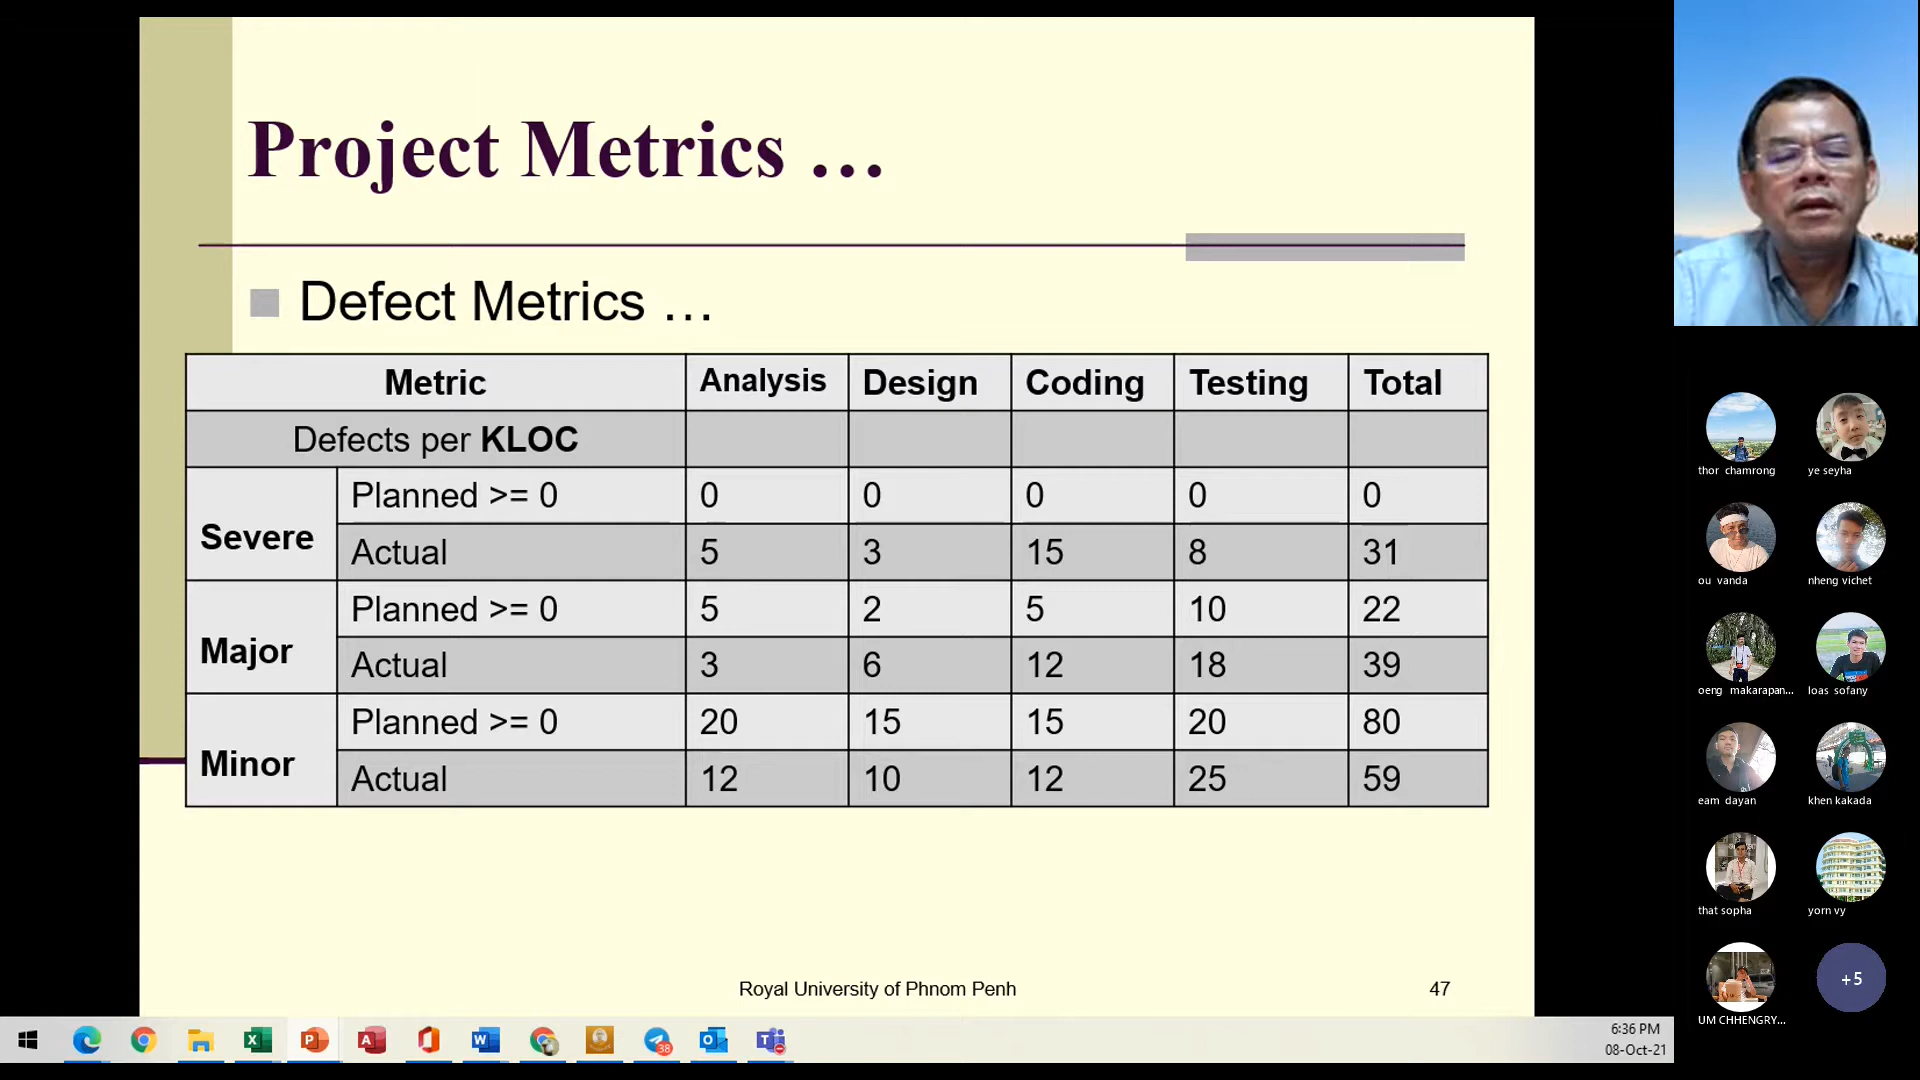 Project Metrics …
Defect Metrics …
Metric Analysis Design Coding Testing Total
Defects per KLOC
Severe
Planned >= 0 0 0 0 0 0
Actual 5 3 15 8 31
Major
Planned >= 0 5 2 5 10 22
Actual 3 6 12 18 39
Minor
Planned >= 0 20 15 15 20 80
Actual 12 10 12 25 59
Royal University of Phnom Penh
47
thor chamrong
ye seyha
ou vanda
nheng vichet
oeng makarapan...
loas sofany
eam dayan
khen kakada
that sopha
yorn vy
UM CHHENGRY...
+5
38
6:36 PM
08-Oct-21